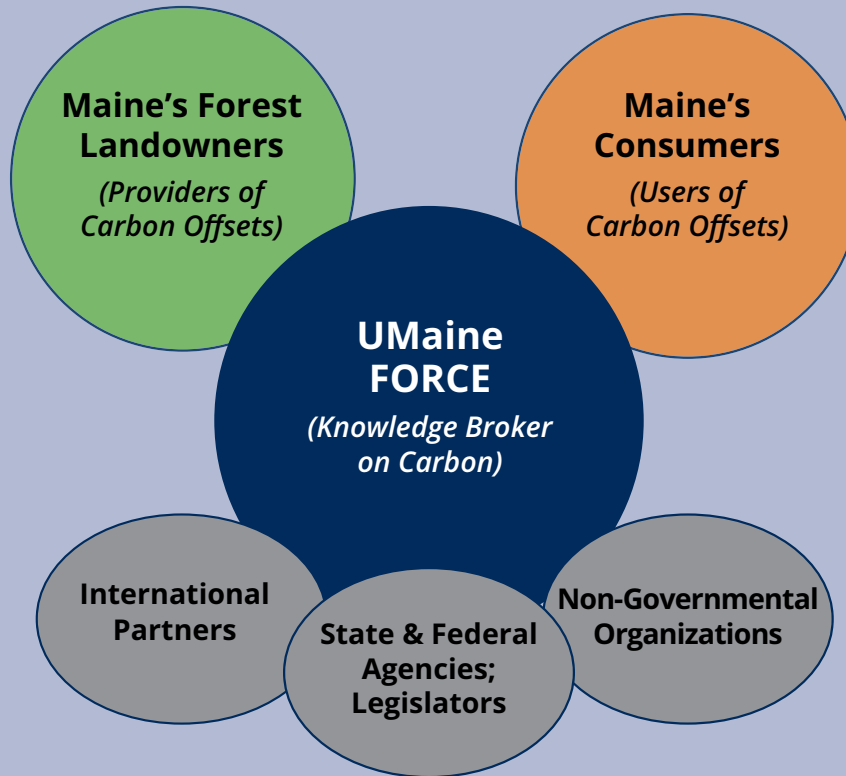 Maine's Forest
Landowners
(Providers of
Carbon Offsets)
Maine's
Consumers
(Users of
Carbon Offsets)
UMaine
FORCE
(Knowledge Broker
on Carbon)
International
Partners
State & Federal
Agencies;
Legislators
Non-Governmental
Organizations